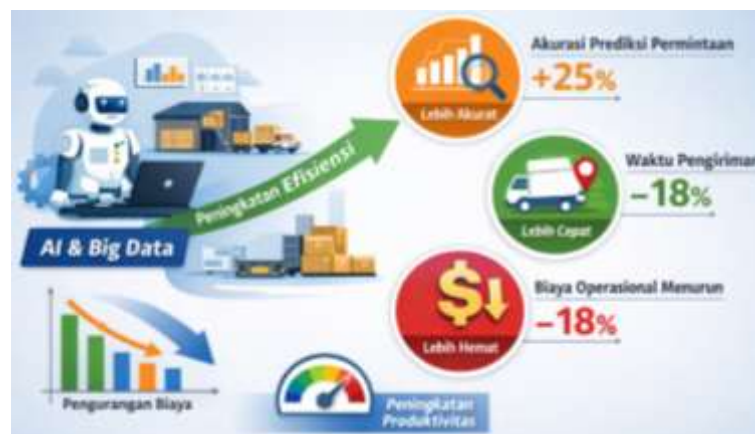 Akurasi Prediksi Permintaan
+25%
Lebih Akurat
Peningkatan Efisiensi
Waktu Pengiriman
-18%
Lebih Cepat
AI & Big Data
Biaya Operasional Menurun
-18%
Lebih Hemat
Pengurangan Biaya
Peningkatan
Produktivitas